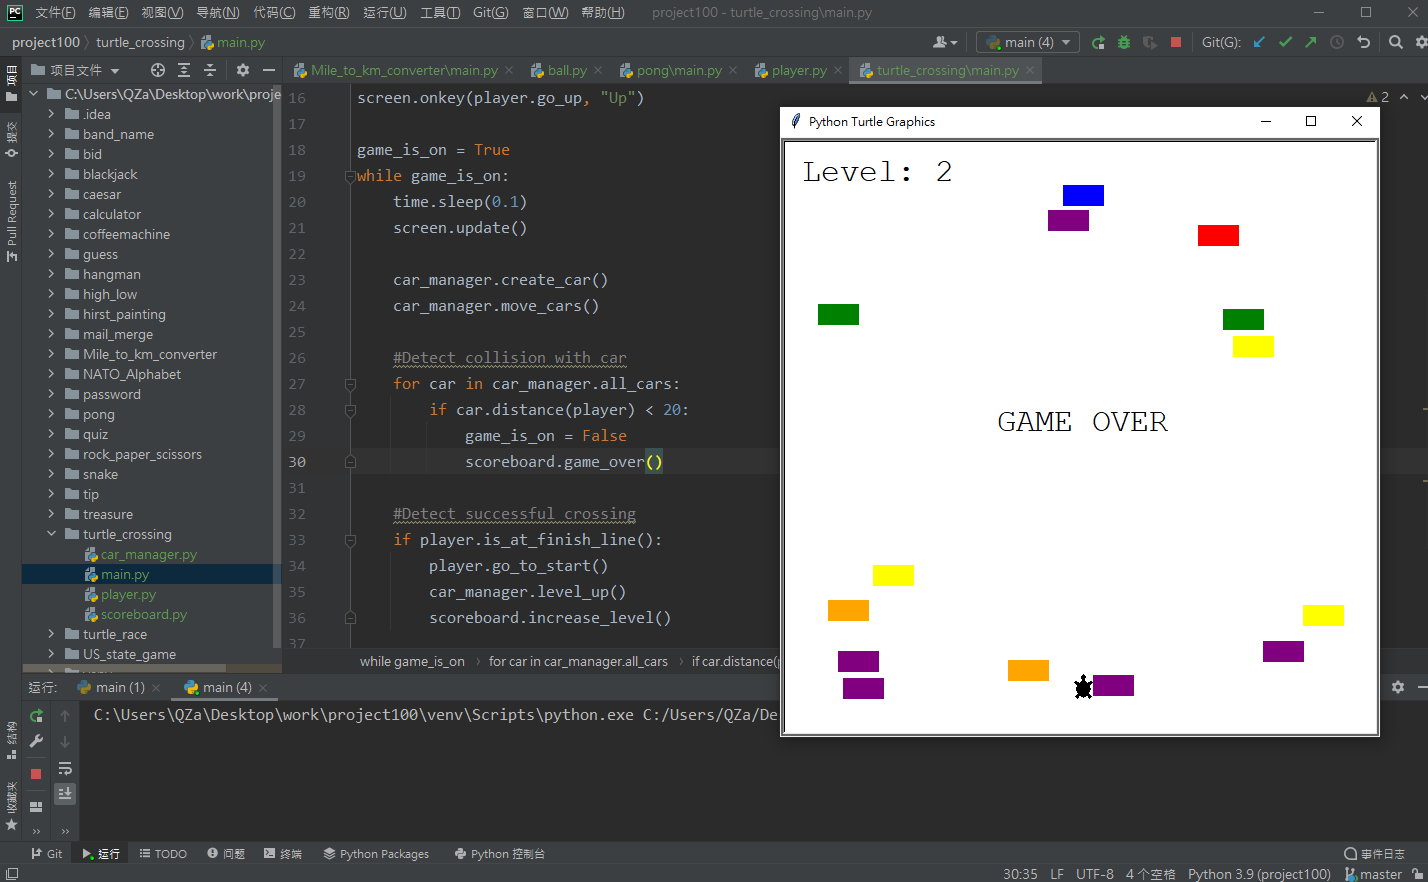 PC 文件(F) 编辑(E) 视图(V) 导航(N) 代码(C) 重构(R) 运行(U) 工具(T) Git(G) 窗口(W) 帮助(H) project100 - turtle_crossing\main.py
project100 turtle_crossing main.py main (4) Git(G):
项目文件 Mile_to_km_converter\main.py ball.py pong\main.py player.py turtle_crossing\main.py
项目
提交
Pull Request
结构
收藏夹
C:\Users\QZa\Desktop\work\proje
.idea
band_name
bid
blackjack
caesar
calculator
coffeemachine
guess
hangman
high_low
hirst_painting
mail_merge
Mile_to_km_converter
NATO_Alphabet
password
pong
quiz
rock_paper_scissors
snake
tip
treasure
turtle_crossing
car_manager.py
main.py
player.py
scoreboard.py
turtle_race
US_state_game
16 screen.onkey(player.go_up, "Up")
17
18 game_is_on = True
19 while game_is_on:
20 time.sleep(0.1)
21 screen.update()
22
23 car_manager.create_car()
24 car_manager.move_cars()
25
26 #Detect collision with car
27 for car in car_manager.all_cars:
28 if car.distance(player) < 20:
29 game_is_on = False
30 scoreboard.game_over()
31
32 #Detect successful crossing
33 if player.is_at_finish_line():
34 player.go_to_start()
35 car_manager.level_up()
36 scoreboard.increase_level()
37
2
while game_is_on for car in car_manager.all_cars if car.distance(p
Python Turtle Graphics
Level: 2
GAME OVER
运行: main (1) main (4)
C:\Users\QZa\Desktop\work\project100\venv\Scripts\python.exe C:/Users/QZa/De
Git 运行 TODO 问题 终端 Python Packages Python 控制台 事件日志
30:35 LF UTF-8 4 个空格 Python 3.9 (project100) master